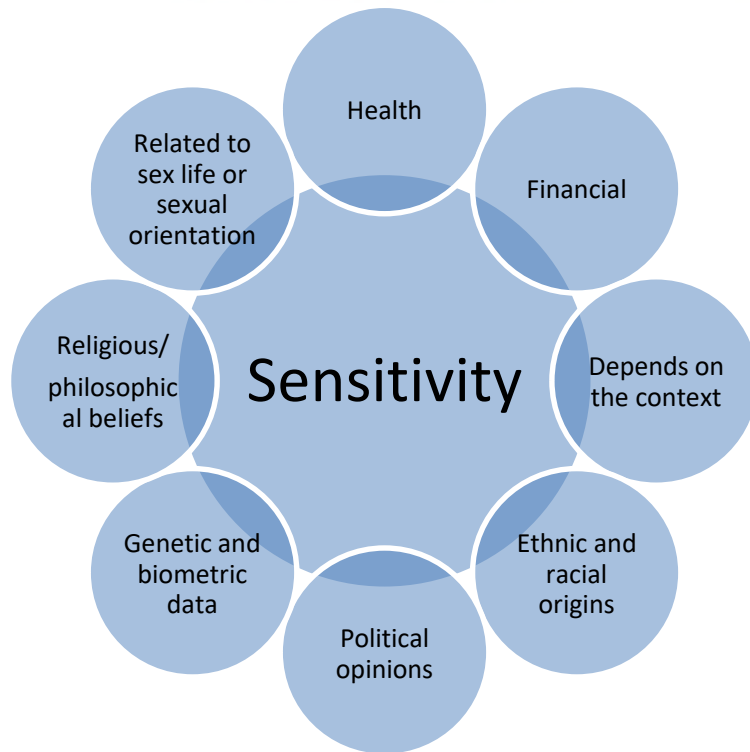 Health
Financial
Depends on
the context
Ethnic and
racial
origins
Political
opinions
Genetic and
biometric
data
Religious/
philosophic
al beliefs
Related to
sex life or
sexual
orientation
Sensitivity